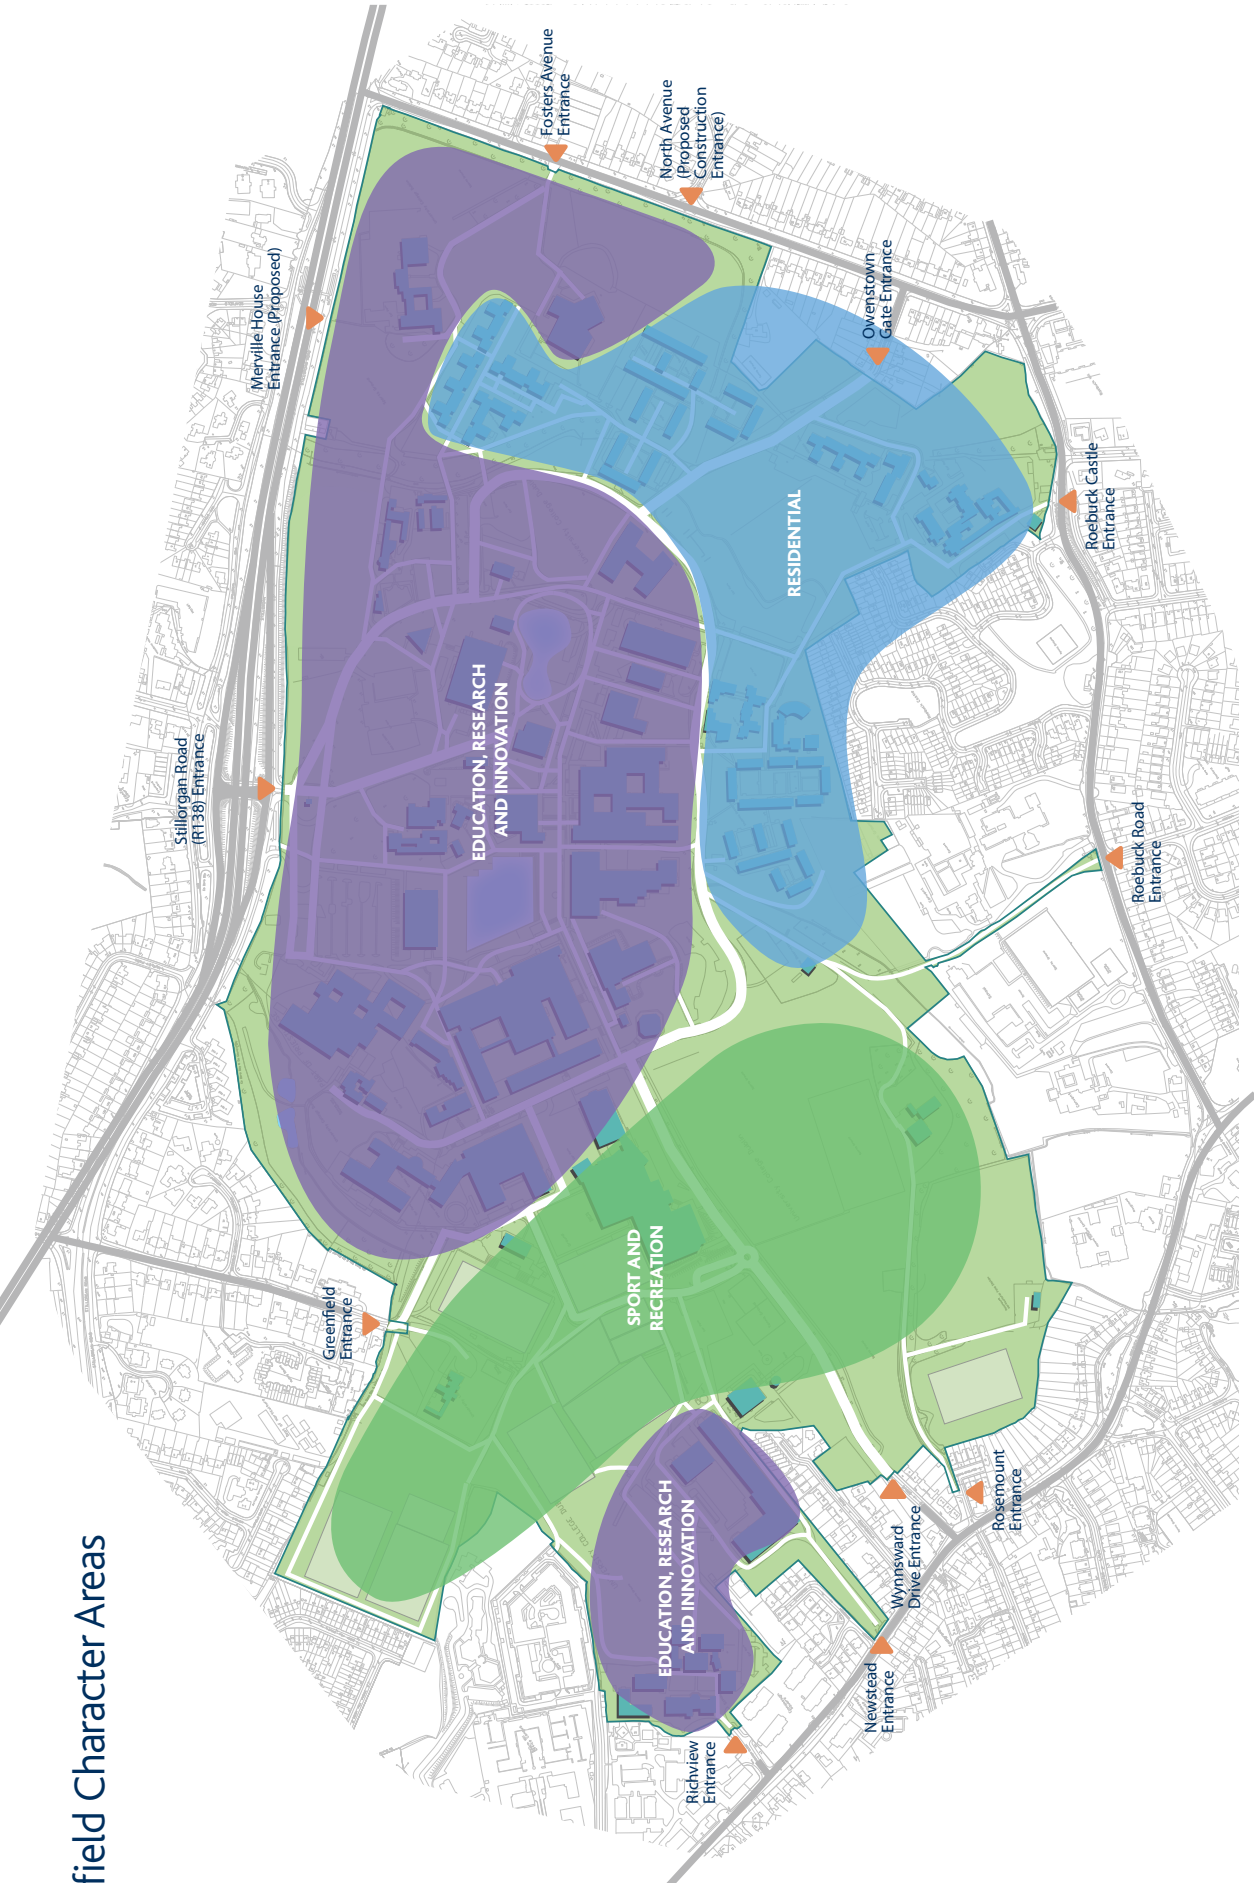 field Character Areas
Stillorgan Road
(R138) Entrance
Merville House
Entrance (Proposed)
Fosters Avenue
Entrance
North Avenue
(Proposed
Construction
Entrance)
Owenstown
Gate Entrance
Roebuck Castle
Entrance
Roebuck Road
Entrance
Greenfield
Entrance
Rosemount
Entrance
Wynnsward
Drive Entrance
Newstead
Entrance
Richview
Entrance
EDUCATION, RESEARCH
AND INNOVATION
RESIDENTIAL
SPORT AND
RECREATION
EDUCATION, RESEARCH
AND INNOVATION